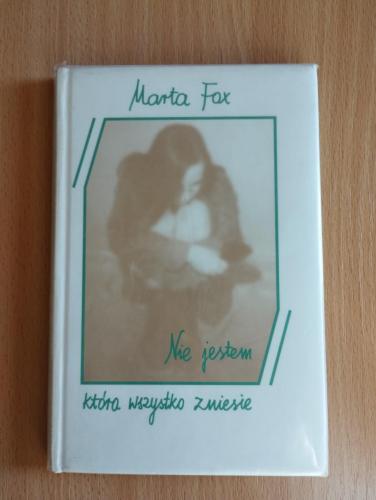 Marta Fox
Nie jestem
która wszystko zniesie